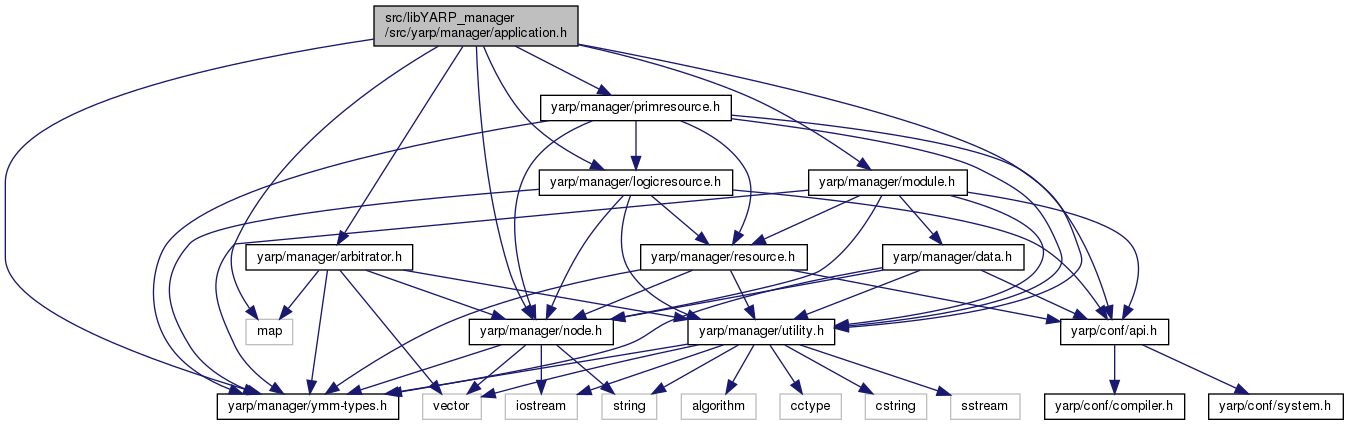 src/libYARP_manager
/src/yarp/manager/application.h
yarp/manager/primresource.h
yarp/manager/logicresource.h
yarp/manager/module.h
yarp/manager/arbitrator.h
yarp/manager/resource.h
yarp/manager/data.h
map
yarp/manager/node.h
yarp/manager/utility.h
yarp/conf/api.h
yarp/manager/ymm-types.h
vector
iostream
string
algorithm
cctype
cstring
sstream
yarp/conf/compiler.h
yarp/conf/system.h